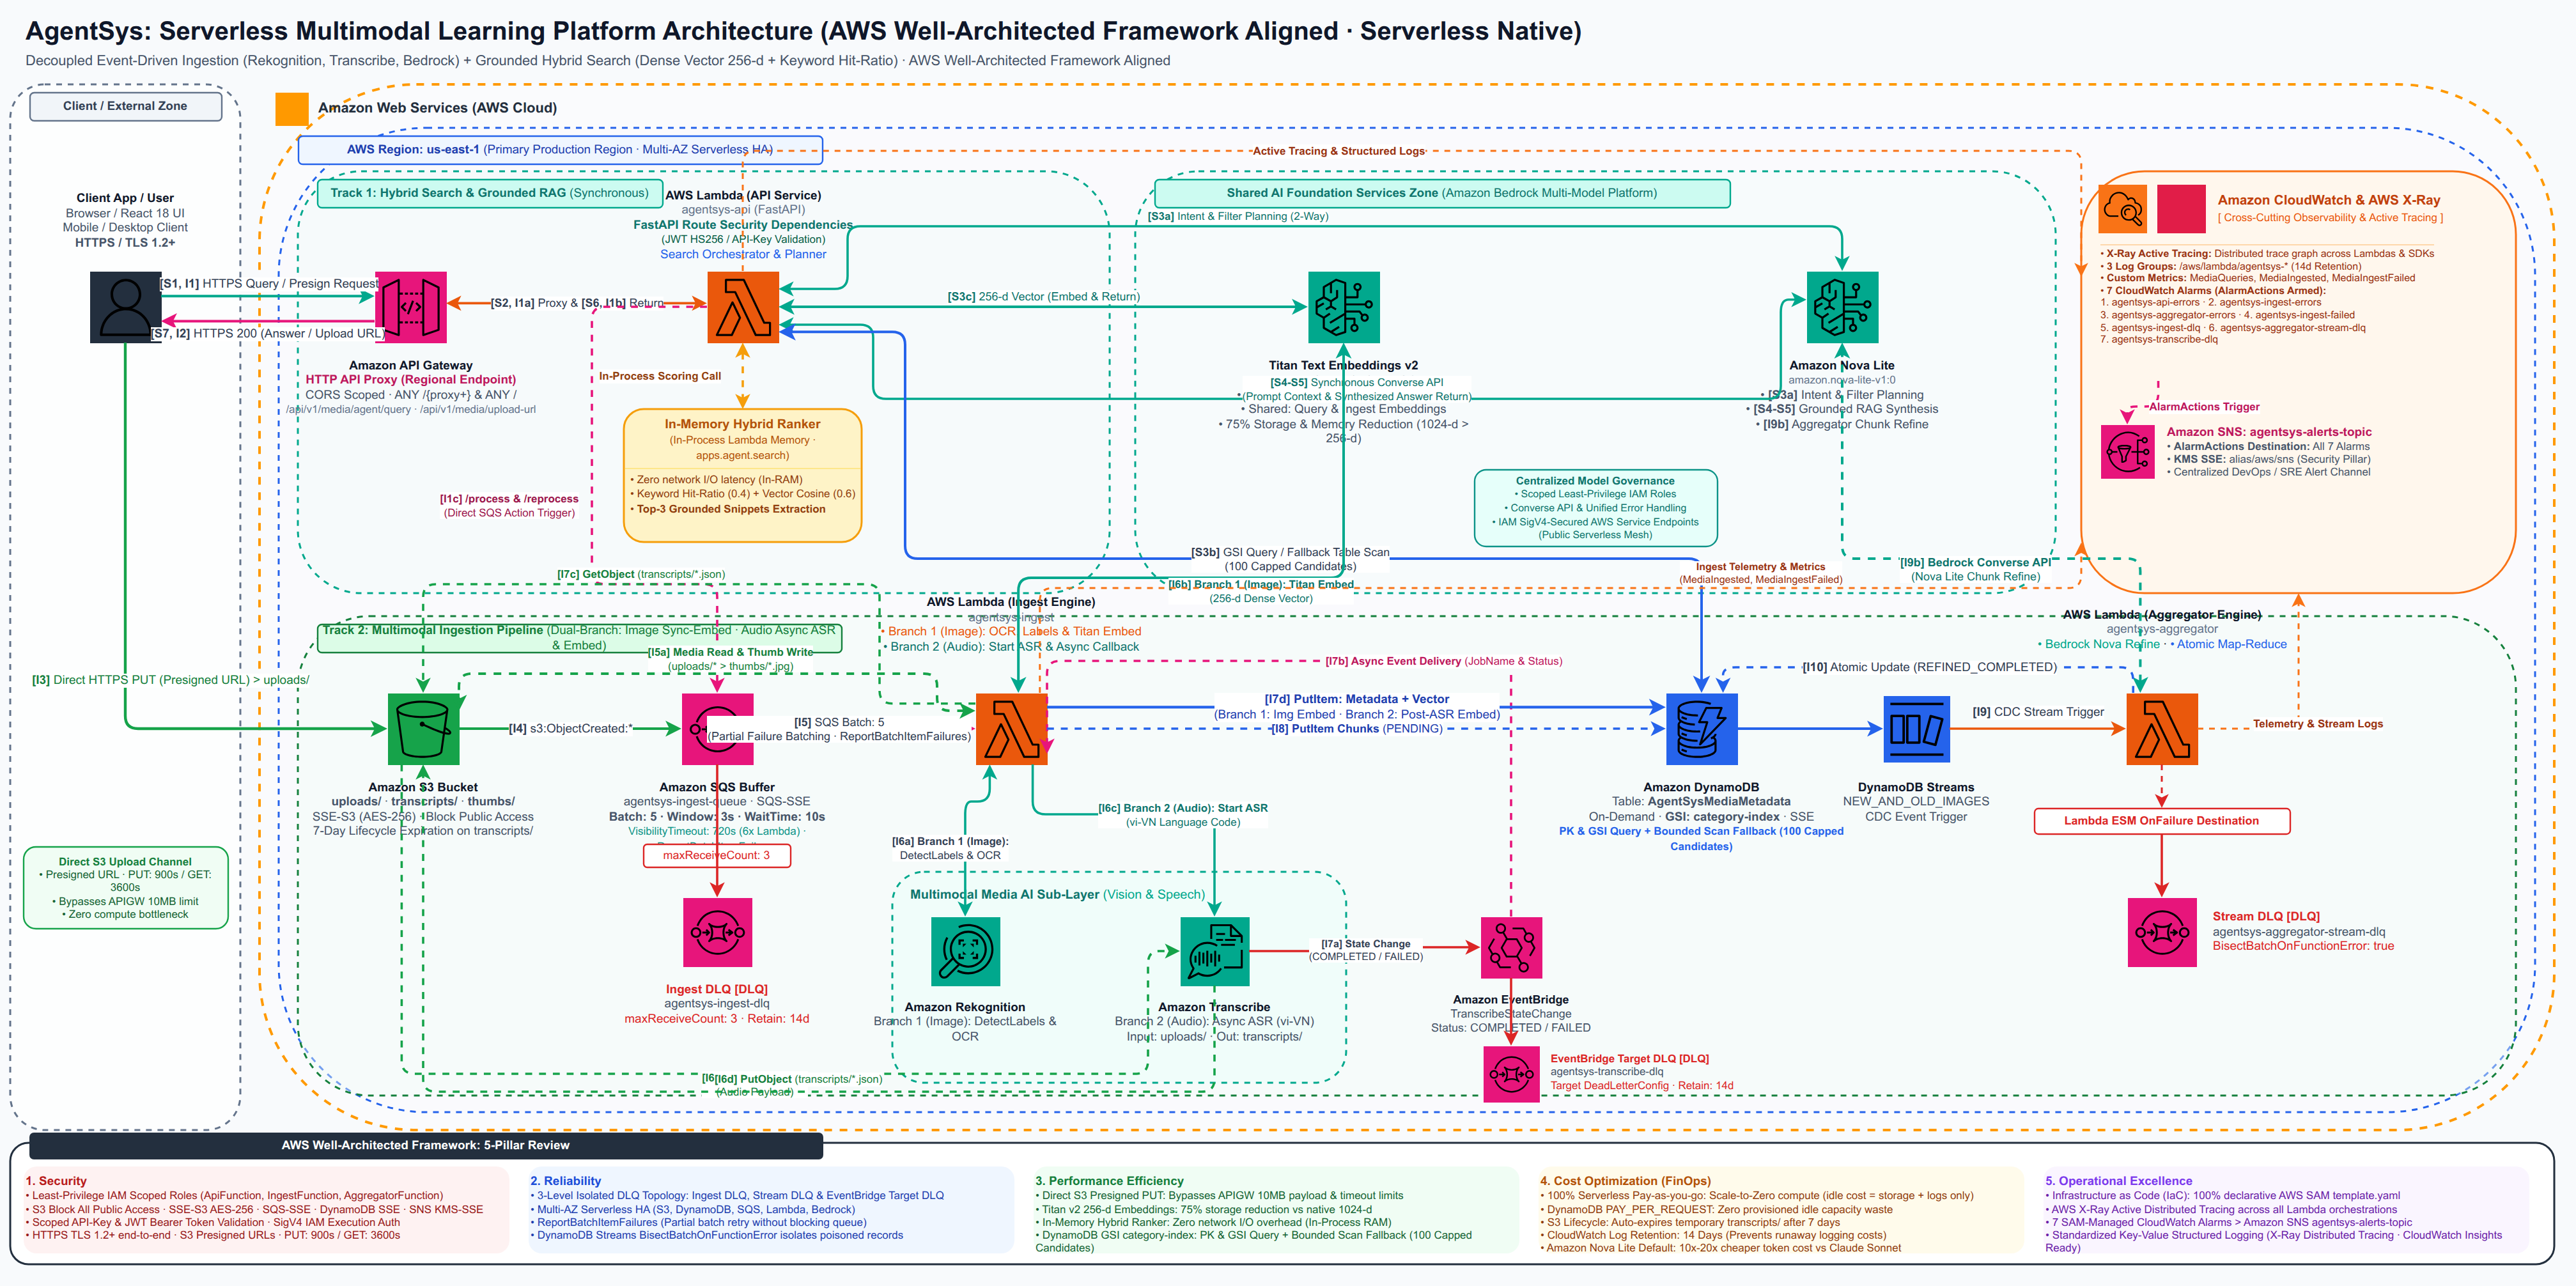 AgentSys: Serverless Multimodal Learning Platform Architecture (AWS Well-Architected Framework Aligned · Serverless Native)
Decoupled Event-Driven Ingestion (Rekognition, Transcribe, Bedrock) + Grounded Hybrid Search (Dense Vector 256-d + Keyword Hit-Ratio) · AWS Well-Architected Framework Aligned
Client / External Zone
Amazon Web Services (AWS Cloud)
AWS Region: us-east-1 (Primary Production Region · Multi-AZ Serverless HA)
Active Tracing & Structured Logs
Track 1: Hybrid Search & Grounded RAG (Synchronous)
Client App / User
Browser / React 18 UI
Mobile / Desktop Client
HTTPS / TLS 1.2+
[S1, I1] HTTPS Query / Presign Request
[S7, I2] HTTPS 200 (Answer / Upload URL)
Amazon API Gateway
HTTP API Proxy (Regional Endpoint)
CORS Scoped · ANY /{proxy+} & ANY /
/api/v1/media/agent/query · /api/v1/media/upload-url
[S2, I1a] Proxy & [S6, I1b] Return
AWS Lambda (API Service)
agentsys-api (FastAPI)
FastAPI Route Security Dependencies
(JWT HS256 / API-Key Validation)
Search Orchestrator & Planner
In-Process Scoring Call
In-Memory Hybrid Ranker
(In-Process Lambda Memory ·
apps.agent.search)
• Zero network I/O latency (In-RAM)
• Keyword Hit-Ratio (0.4) + Vector Cosine (0.6)
• Top-3 Grounded Snippets Extraction
[I1c] /process & /reprocess
(Direct SQS Action Trigger)
Shared AI Foundation Services Zone (Amazon Bedrock Multi-Model Platform)
[S3a] Intent & Filter Planning (2-Way)
[S3c] 256-d Vector (Embed & Return)
Titan Text Embeddings v2
[S4-S5] Synchronous Converse API
(Prompt Context & Synthesized Answer Return)
• Shared: Query & Ingest Embeddings
• 75% Storage & Memory Reduction (1024-d >
256-d)
Amazon Nova Lite
amazon.nova-lite-v1:0
• [S3a] Intent & Filter Planning
• [S4-S5] Grounded RAG Synthesis
• [I9b] Aggregator Chunk Refine
Centralized Model Governance
• Scoped Least-Privilege IAM Roles
• Converse API & Unified Error Handling
• IAM SigV4-Secured AWS Service Endpoints
(Public Serverless Mesh)
[S3b] GSI Query / Fallback Table Scan
(100 Capped Candidates)
[I6b] Branch 1 (Image): Titan Embed
(256-d Dense Vector)
Ingest Telemetry & Metrics
(MediaIngested, MediaIngestFailed)
[I9b] Bedrock Converse API
(Nova Lite Chunk Refine)
Amazon CloudWatch & AWS X-Ray
[ Cross-Cutting Observability & Active Tracing ]
• X-Ray Active Tracing: Distributed trace graph across Lambdas & SDKs
• 3 Log Groups: /aws/lambda/agentsys-* (14d Retention)
• Custom Metrics: MediaQueries, MediaIngested, MediaIngestFailed
• 7 CloudWatch Alarms (AlarmActions Armed):
1. agentsys-api-errors · 2. agentsys-ingest-errors
3. agentsys-aggregator-errors · 4. agentsys-ingest-failed
5. agentsys-ingest-dlq · 6. agentsys-aggregator-stream-dlq
7. agentsys-transcribe-dlq
AlarmActions Trigger
Amazon SNS: agentsys-alerts-topic
• AlarmActions Destination: All 7 Alarms
• KMS SSE: alias/aws/sns (Security Pillar)
• Centralized DevOps / SRE Alert Channel
[I7c] GetObject (transcripts/*.json)
Track 2: Multimodal Ingestion Pipeline (Dual-Branch: Image Sync-Embed · Audio Async ASR
& Embed)
[I5a] Media Read & Thumb Write
(uploads/* > thumbs/*.jpg)
AWS Lambda (Ingest Engine)
agentsys-ingest
• Branch 1 (Image): OCR, Labels & Titan Embed
• Branch 2 (Audio): Start ASR & Async Callback
[I7b] Async Event Delivery (JobName & Status)
AWS Lambda (Aggregator Engine)
agentsys-aggregator
• Bedrock Nova Refine · • Atomic Map-Reduce
[I10] Atomic Update (REFINED_COMPLETED)
[I3] Direct HTTPS PUT (Presigned URL) > uploads/
[I4] s3:ObjectCreated:*
[I5] SQS Batch: 5
(Partial Failure Batching · ReportBatchItemFailures)
[I7d] PutItem: Metadata + Vector
(Branch 1: Img Embed · Branch 2: Post-ASR Embed)
[I8] PutItem Chunks (PENDING)
[I9] CDC Stream Trigger
Telemetry & Stream Logs
Amazon S3 Bucket
uploads/ · transcripts/ · thumbs/
SSE-S3 (AES-256) · Block Public Access
7-Day Lifecycle Expiration on transcripts/
Amazon SQS Buffer
agentsys-ingest-queue · SQS-SSE
Batch: 5 · Window: 3s · WaitTime: 10s
VisibilityTimeout: 720s (6x Lambda) ·
maxReceiveCount: 3
Amazon DynamoDB
Table: AgentSysMediaMetadata
On-Demand · GSI: category-index · SSE
PK & GSI Query + Bounded Scan Fallback (100 Capped
Candidates)
DynamoDB Streams
NEW_AND_OLD_IMAGES
CDC Event Trigger
Lambda ESM OnFailure Destination
Direct S3 Upload Channel
• Presigned URL · PUT: 900s / GET:
3600s
• Bypasses APIGW 10MB limit
• Zero compute bottleneck
[I6a] Branch 1 (Image):
DetectLabels & OCR
[I6c] Branch 2 (Audio): Start ASR
(vi-VN Language Code)
Multimodal Media AI Sub-Layer (Vision & Speech)
Ingest DLQ [DLQ]
agentsys-ingest-dlq
maxReceiveCount: 3 · Retain: 14d
Amazon Rekognition
Branch 1 (Image): DetectLabels &
OCR
Amazon Transcribe
Branch 2 (Audio): Async ASR (vi-VN)
Input: uploads/ · Out: transcripts/
[I7a] State Change
(COMPLETED / FAILED)
Amazon EventBridge
TranscribeStateChange
Status: COMPLETED / FAILED
EventBridge Target DLQ [DLQ]
agentsys-transcribe-dlq
Target DeadLetterConfig · Retain: 14d
Stream DLQ [DLQ]
agentsys-aggregator-stream-dlq
BisectBatchOnFunctionError: true
[I6d] PutObject (transcripts/*.json)
(Audio Payload)
AWS Well-Architected Framework: 5-Pillar Review
1. Security
• Least-Privilege IAM Scoped Roles (ApiFunction, IngestFunction, AggregatorFunction)
• S3 Block All Public Access · SSE-S3 AES-256 · SQS-SSE · DynamoDB SSE · SNS KMS-SSE
• Scoped API-Key & JWT Bearer Token Validation · SigV4 IAM Execution Auth
• HTTPS TLS 1.2+ end-to-end · S3 Presigned URLs · PUT: 900s / GET: 3600s
2. Reliability
• 3-Level Isolated DLQ Topology: Ingest DLQ, Stream DLQ & EventBridge Target DLQ
• Multi-AZ Serverless HA (S3, DynamoDB, SQS, Lambda, Bedrock)
• ReportBatchItemFailures (Partial batch retry without blocking queue)
• DynamoDB Streams BisectBatchOnFunctionError isolates poisoned records
3. Performance Efficiency
• Direct S3 Presigned PUT: Bypasses APIGW 10MB payload & timeout limits
• Titan v2 256-d Embeddings: 75% storage reduction vs native 1024-d
• In-Memory Hybrid Ranker: Zero network I/O overhead (In-Process RAM)
• DynamoDB GSI category-index: PK & GSI Query + Bounded Scan Fallback (100 Capped
Candidates)
4. Cost Optimization (FinOps)
• 100% Serverless Pay-as-you-go: Scale-to-Zero compute (idle cost = storage + logs only)
• DynamoDB PAY_PER_REQUEST: Zero provisioned idle capacity waste
• S3 Lifecycle: Auto-expires temporary transcripts/ after 7 days
• CloudWatch Log Retention: 14 Days (Prevents runaway logging costs)
• Amazon Nova Lite Default: 10x-20x cheaper token cost vs Claude Sonnet
5. Operational Excellence
• Infrastructure as Code (IaC): 100% declarative AWS SAM template.yaml
• AWS X-Ray Active Distributed Tracing across all Lambda orchestrations
• 7 SAM-Managed CloudWatch Alarms > Amazon SNS agentsys-alerts-topic
• Standardized Key-Value Structured Logging (X-Ray Distributed Tracing · CloudWatch Insights
Ready)